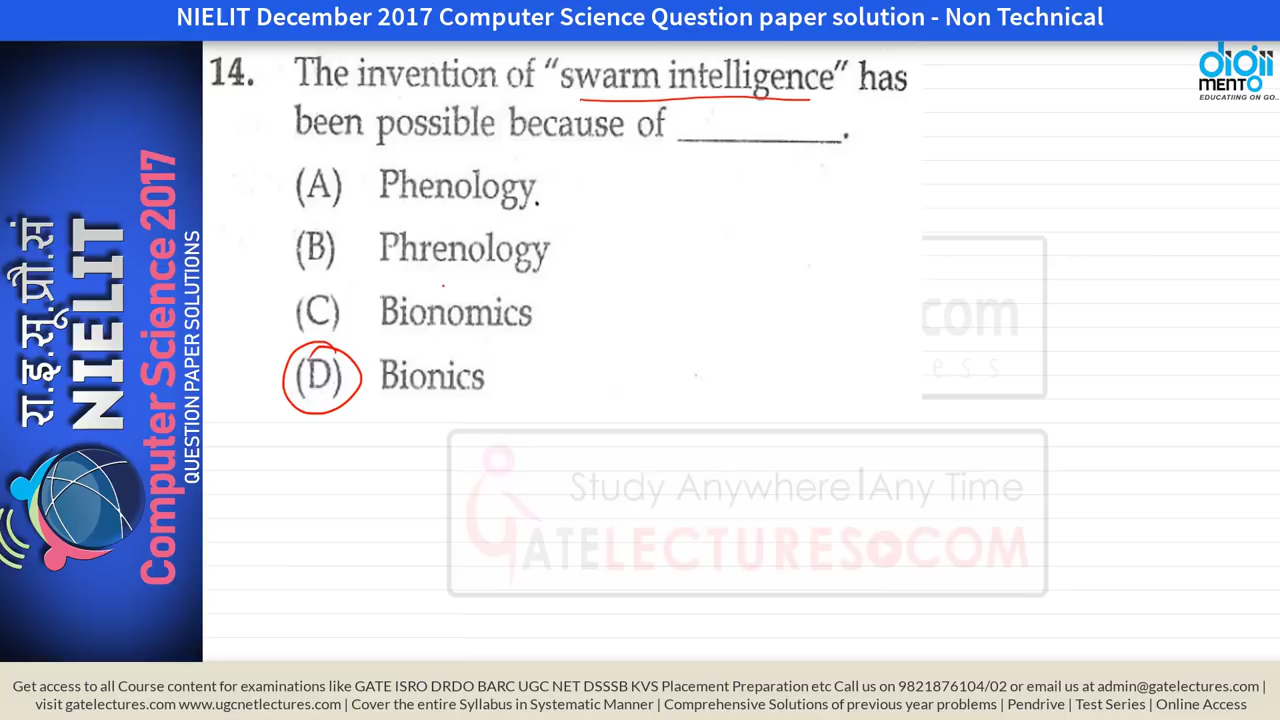 NIELIT December 2017 Computer Science Question paper solution - Non Technical
digii
MENTO
EDUCATIING ON GO..
14. The invention of “swarm intelligence” has
been possible because of __________.
(A) Phenology.
(B) Phrenology
(C) Bionomics
(D) Bionics
रा.इ.सू.प्रौ.सं
NIELIT
Computer Science 2017
QUESTION PAPER SOLUTIONS
com
e s s
Study Anywhere Any Time
GATELECTURES.COM
Get access to all Course content for examinations like GATE ISRO DRDO BARC UGC NET DSSSB KVS Placement Preparation etc Call us on 9821876104/02 or email us at admin@gatelectures.com |
visit gatelectures.com www.ugcnetlectures.com | Cover the entire Syllabus in Systematic Manner | Comprehensive Solutions of previous year problems | Pendrive | Test Series | Online Access